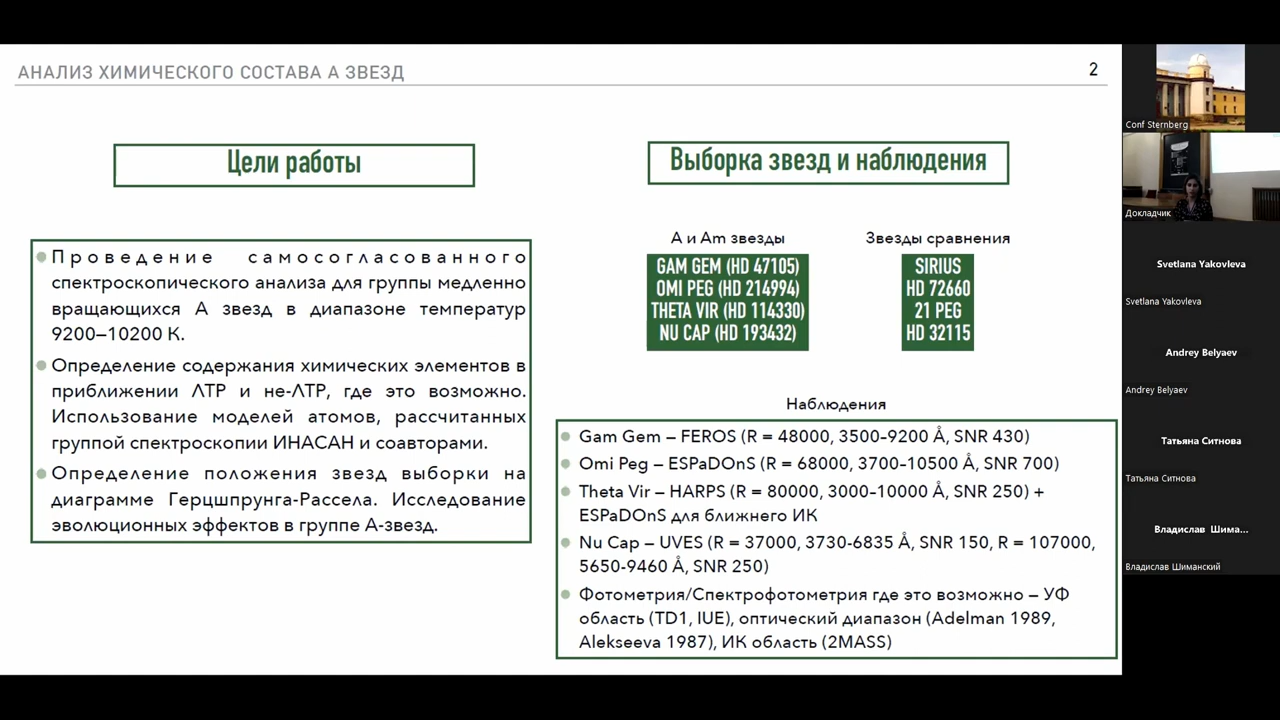 АНАЛИЗ ХИМИЧЕСКОГО СОСТАВА А ЗВЕЗД
2
Цели работы
Проведение самосогласованного
спектроскопического анализа для группы медленно
вращающихся А звезд в диапазоне температур
9200—10200 К.
Определение содержания химических элементов в
приближении ЛТР и не-ЛТР, где это возможно.
Использование моделей атомов, рассчитанных
группой спектроскопии ИНАСАН и соавторами.
Определение положения звезд выборки на
диаграмме Герцшпрунга-Рассела. Исследование
эволюционных эффектов в группе А-звезд.
Выборка звезд и наблюдения
А и Am звезды
GAM GEM (HD 47105)
OMI PEG (HD 214994)
THETA VIR (HD 114330)
NU CAP (HD 193432)
Звезды сравнения
SIRIUS
HD 72660
21 PEG
HD 32115
Наблюдения
Gam Gem – FEROS (R = 48000, 3500–9200 Å, SNR 430)
Omi Peg – ESPaDOnS (R = 68000, 3700–10500 Å, SNR 700)
Theta Vir – HARPS (R = 80000, 3000–10000 Å, SNR 250) +
ESPaDOnS для ближнего ИК
Nu Cap – UVES (R = 37000, 3730-6835 Å, SNR 150, R = 107000,
5650-9460 Å, SNR 250)
Фотометрия/Спектрофотометрия где это возможно – УФ
область (TD1, IUE), оптический диапазон (Adelman 1989,
Alekseeva 1987), ИК область (2MASS)
Conf Sternberg
Докладчик
Svetlana Yakovleva
Svetlana Yakovleva
Andrey Belyaev
Andrey Belyaev
Татьяна Ситнова
Татьяна Ситнова
Владислав Шима...
Владислав Шиманский